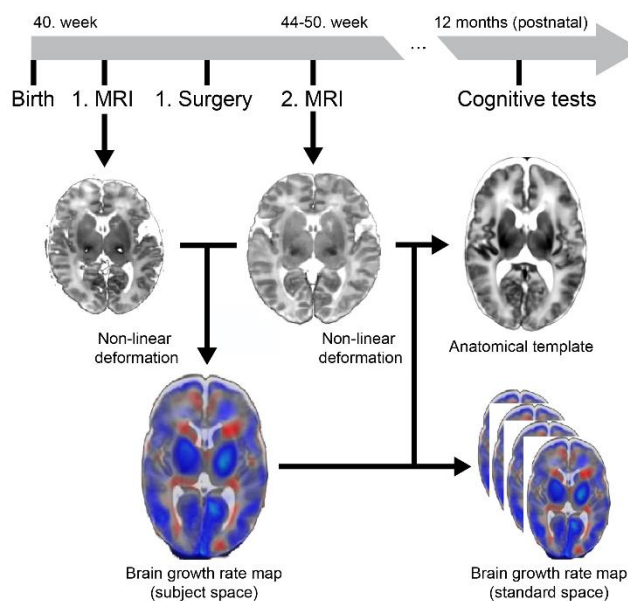 40. week
44-50. week
...
12 months (postnatal)
Birth
1. MRI
1. Surgery
2. MRI
Cognitive tests
Non-linear
deformation
Non-linear
deformation
Anatomical template
Brain growth rate map
(subject space)
Brain growth rate map
(standard space)